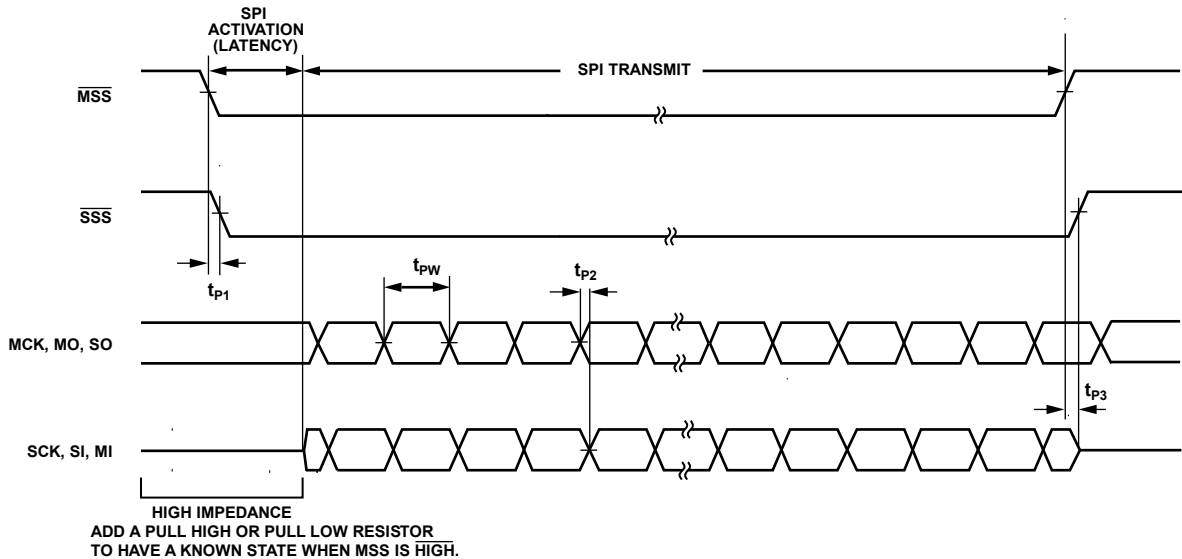 SPI
ACTIVATION
(LATENCY)
SPI TRANSMIT
MSS
SSS
tP1
tPW
tP2
MCK, MO, SO
tP3
SCK, SI, MI
HIGH IMPEDANCE
ADD A PULL HIGH OR PULL LOW RESISTOR
TO HAVE A KNOWN STATE WHEN MSS IS HIGH.